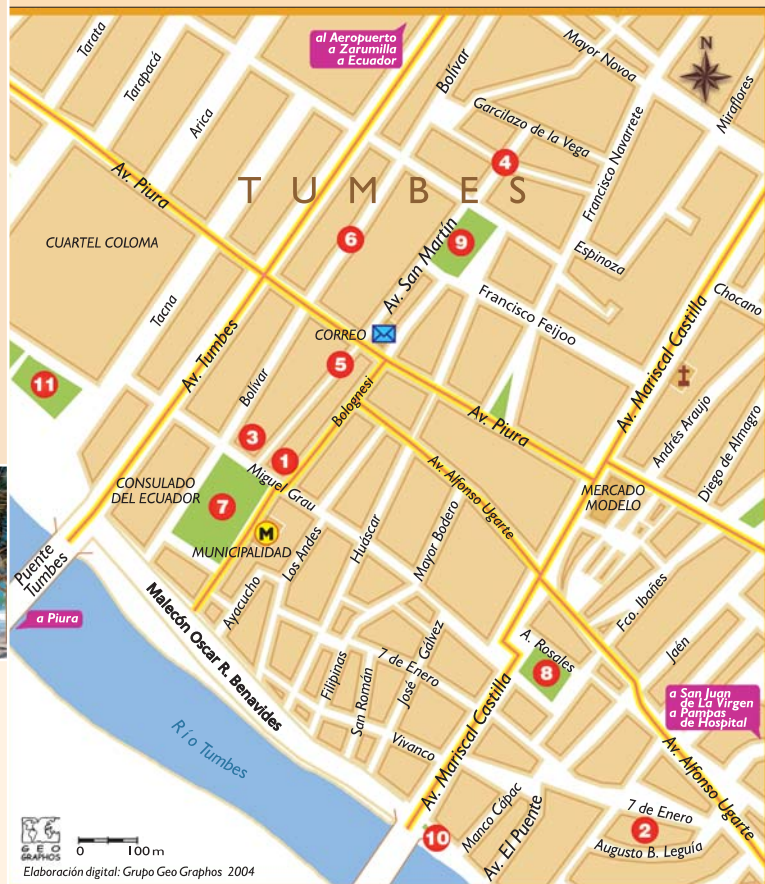 al Aeropuerto
a Zarumilla
a Ecuador
Tarata
Tarapacá
Arica
Bolívar
Mayor Novoa
N
Miraflores
Garcilazo de la Vega
Francisco Navarrete
4
TUMBES
Av. Piura
CUARTEL COLOMA
6
Av. San Martín
9
Espinoza
Tacna
Francisco Feijoo
Chocano
Av. Tumbes
CORREO
5
Av. Mariscal Castilla
11
Bolívar
Bolognesi
Av. Piura
Andrés Araujo
Diego de Almagro
3
1
Miguel Grau
Av. Alfonso Ugarte
CONSULADO
DEL ECUADOR
7
MERCADO
MODELO
M
MUNICIPALIDAD
Los Andes
Huáscar
Mayor Bodero
Puente
Tumbes
Ayacucho
Malecón Oscar R. Benavides
a Piura
Fco. Ibañes
Jaén
A. Rosales
8
7 de Enero
José Gálvez
Filipinas
San Román
a San Juan
de La Virgen
a Pampas
de Hospital
Río Tumbes
Vivanco
Av. Mariscal Castilla
Av. Alfonso Ugarte
Manco Cápac
Av. El Puente
10
7 de Enero
2
Augusto B. Leguía
GEO
GRAPHOS
0 100 m
Elaboración digital: Grupo Geo Graphos 2004